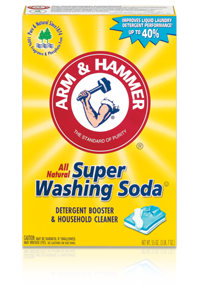 IMPROVES LIQUID LAUNDRY
DETERGENT PERFORMANCE!
UP TO 40%
ARM & HAMMER
THE STANDARD OF PURITY
®
All
Natural
Super
Washing Soda
DETERGENT BOOSTER
& HOUSEHOLD CLEANER